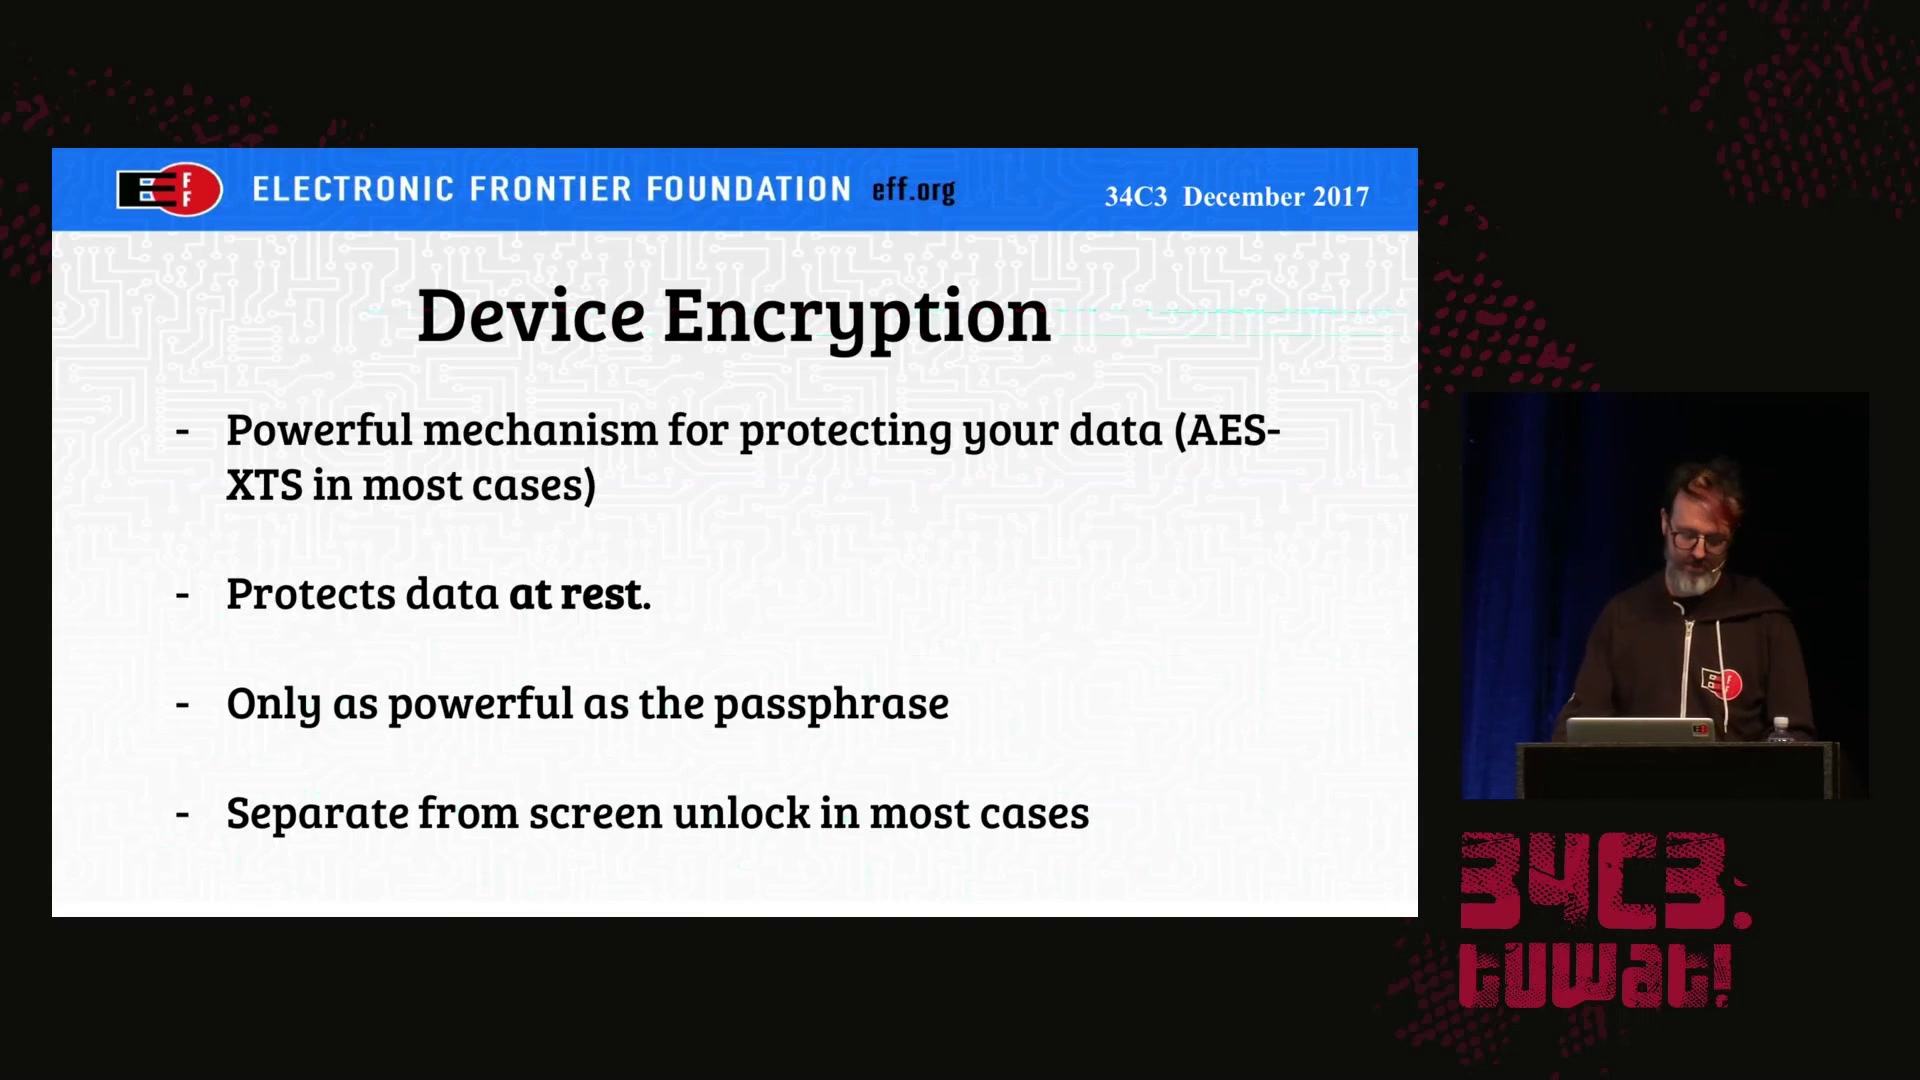 EFF ELECTRONIC FRONTIER FOUNDATION eff.org
34C3 December 2017
Device Encryption
- Powerful mechanism for protecting your data (AES-
XTS in most cases)
- Protects data at rest.
- Only as powerful as the passphrase
- Separate from screen unlock in most cases
EFF
34C3.
tuwat!